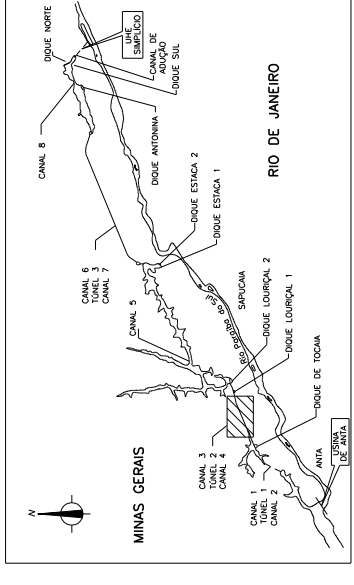 N
MINAS GERAIS
RIO DE JANEIRO
CANAL 8
DIQUE NORTE
UHE
SIMPLÍCIO
CANAL DE
ADUÇÃO
DIQUE SUL
DIQUE ANTONINA
CANAL 6
TÚNEL 3
CANAL 7
DIQUE ESTACA 2
DIQUE ESTACA 1
CANAL 5
Rio Paraíba do Sul
SAPUCAIA
DIQUE LOURIÇAL 2
DIQUE LOURIÇAL 1
CANAL 3
TÚNEL 2
CANAL 4
DIQUE DE TOCAIA
CANAL 1
TÚNEL 1
CANAL 2
ANTA
USINA
DE ANTA